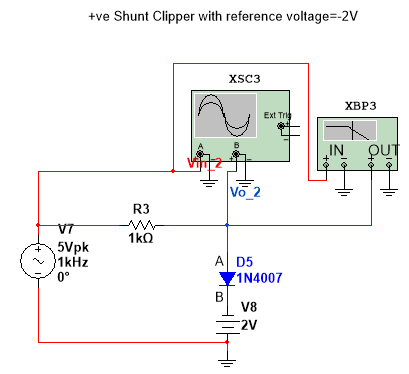 +ve Shunt Clipper with reference voltage=-2V
XSC3
Ext Trig
+
-
A
B
+ - + -
XBP3
IN OUT
+ - + -
Vin_2
Vo_2
R3
1kΩ
V7
5Vpk
1kHz
0°
A
D5
1N4007
B
V8
2V